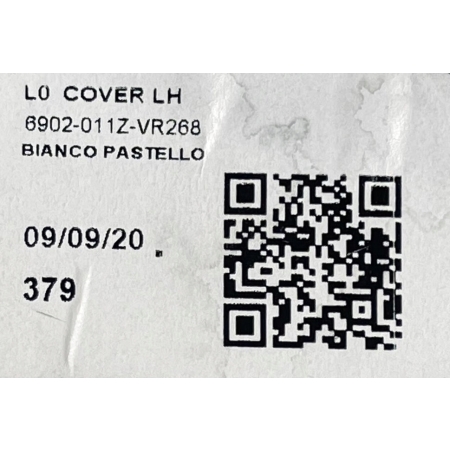 L0 COVER LH
6902-011Z-VR268
BIANCO PASTELLO
09/09/20
379